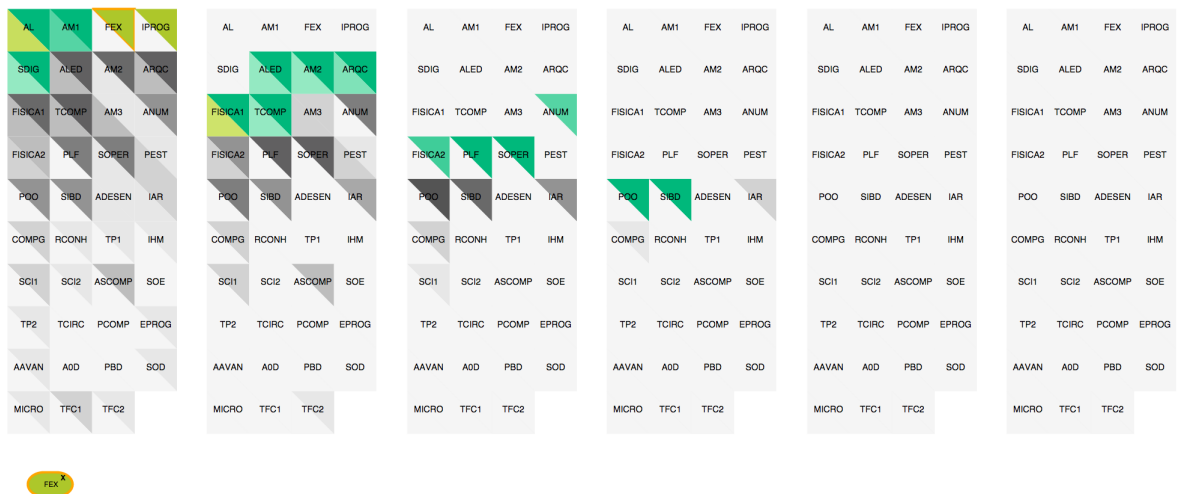 AL AM1 FEX IPROG AL AM1 FEX IPROG AL AM1 FEX IPROG AL AM1 FEX IPROG AL AM1 FEX IPROG AL AM1 FEX IPROG
SDIG ALED AM2 ARQC SDIG ALED AM2 ARQC SDIG ALED AM2 ARQC SDIG ALED AM2 ARQC SDIG ALED AM2 ARQC SDIG ALED AM2 ARQC
FISICA1 TCOMP AM3 ANUM FISICA1 TCOMP AM3 ANUM FISICA1 TCOMP AM3 ANUM FISICA1 TCOMP AM3 ANUM FISICA1 TCOMP AM3 ANUM FISICA1 TCOMP AM3 ANUM
FISICA2 PLF SOPER PEST FISICA2 PLF SOPER PEST FISICA2 PLF SOPER PEST FISICA2 PLF SOPER PEST FISICA2 PLF SOPER PEST FISICA2 PLF SOPER PEST
POO SIBD ADESEN IAR POO SIBD ADESEN IAR POO SIBD ADESEN IAR POO SIBD ADESEN IAR POO SIBD ADESEN IAR POO SIBD ADESEN IAR
COMPG RCONH TP1 IHM COMPG RCONH TP1 IHM COMPG RCONH TP1 IHM COMPG RCONH TP1 IHM COMPG RCONH TP1 IHM COMPG RCONH TP1 IHM
SCI1 SCI2 ASCOMP SOE SCI1 SCI2 ASCOMP SOE SCI1 SCI2 ASCOMP SOE SCI1 SCI2 ASCOMP SOE SCI1 SCI2 ASCOMP SOE SCI1 SCI2 ASCOMP SOE
TP2 TCIRC PCOMP EPROG TP2 TCIRC PCOMP EPROG TP2 TCIRC PCOMP EPROG TP2 TCIRC PCOMP EPROG TP2 TCIRC PCOMP EPROG TP2 TCIRC PCOMP EPROG
AAVAN A0D PBD SOD AAVAN A0D PBD SOD AAVAN A0D PBD SOD AAVAN A0D PBD SOD AAVAN A0D PBD SOD AAVAN A0D PBD SOD
MICRO TFC1 TFC2 MICRO TFC1 TFC2 MICRO TFC1 TFC2 MICRO TFC1 TFC2 MICRO TFC1 TFC2 MICRO TFC1 TFC2
FEX x